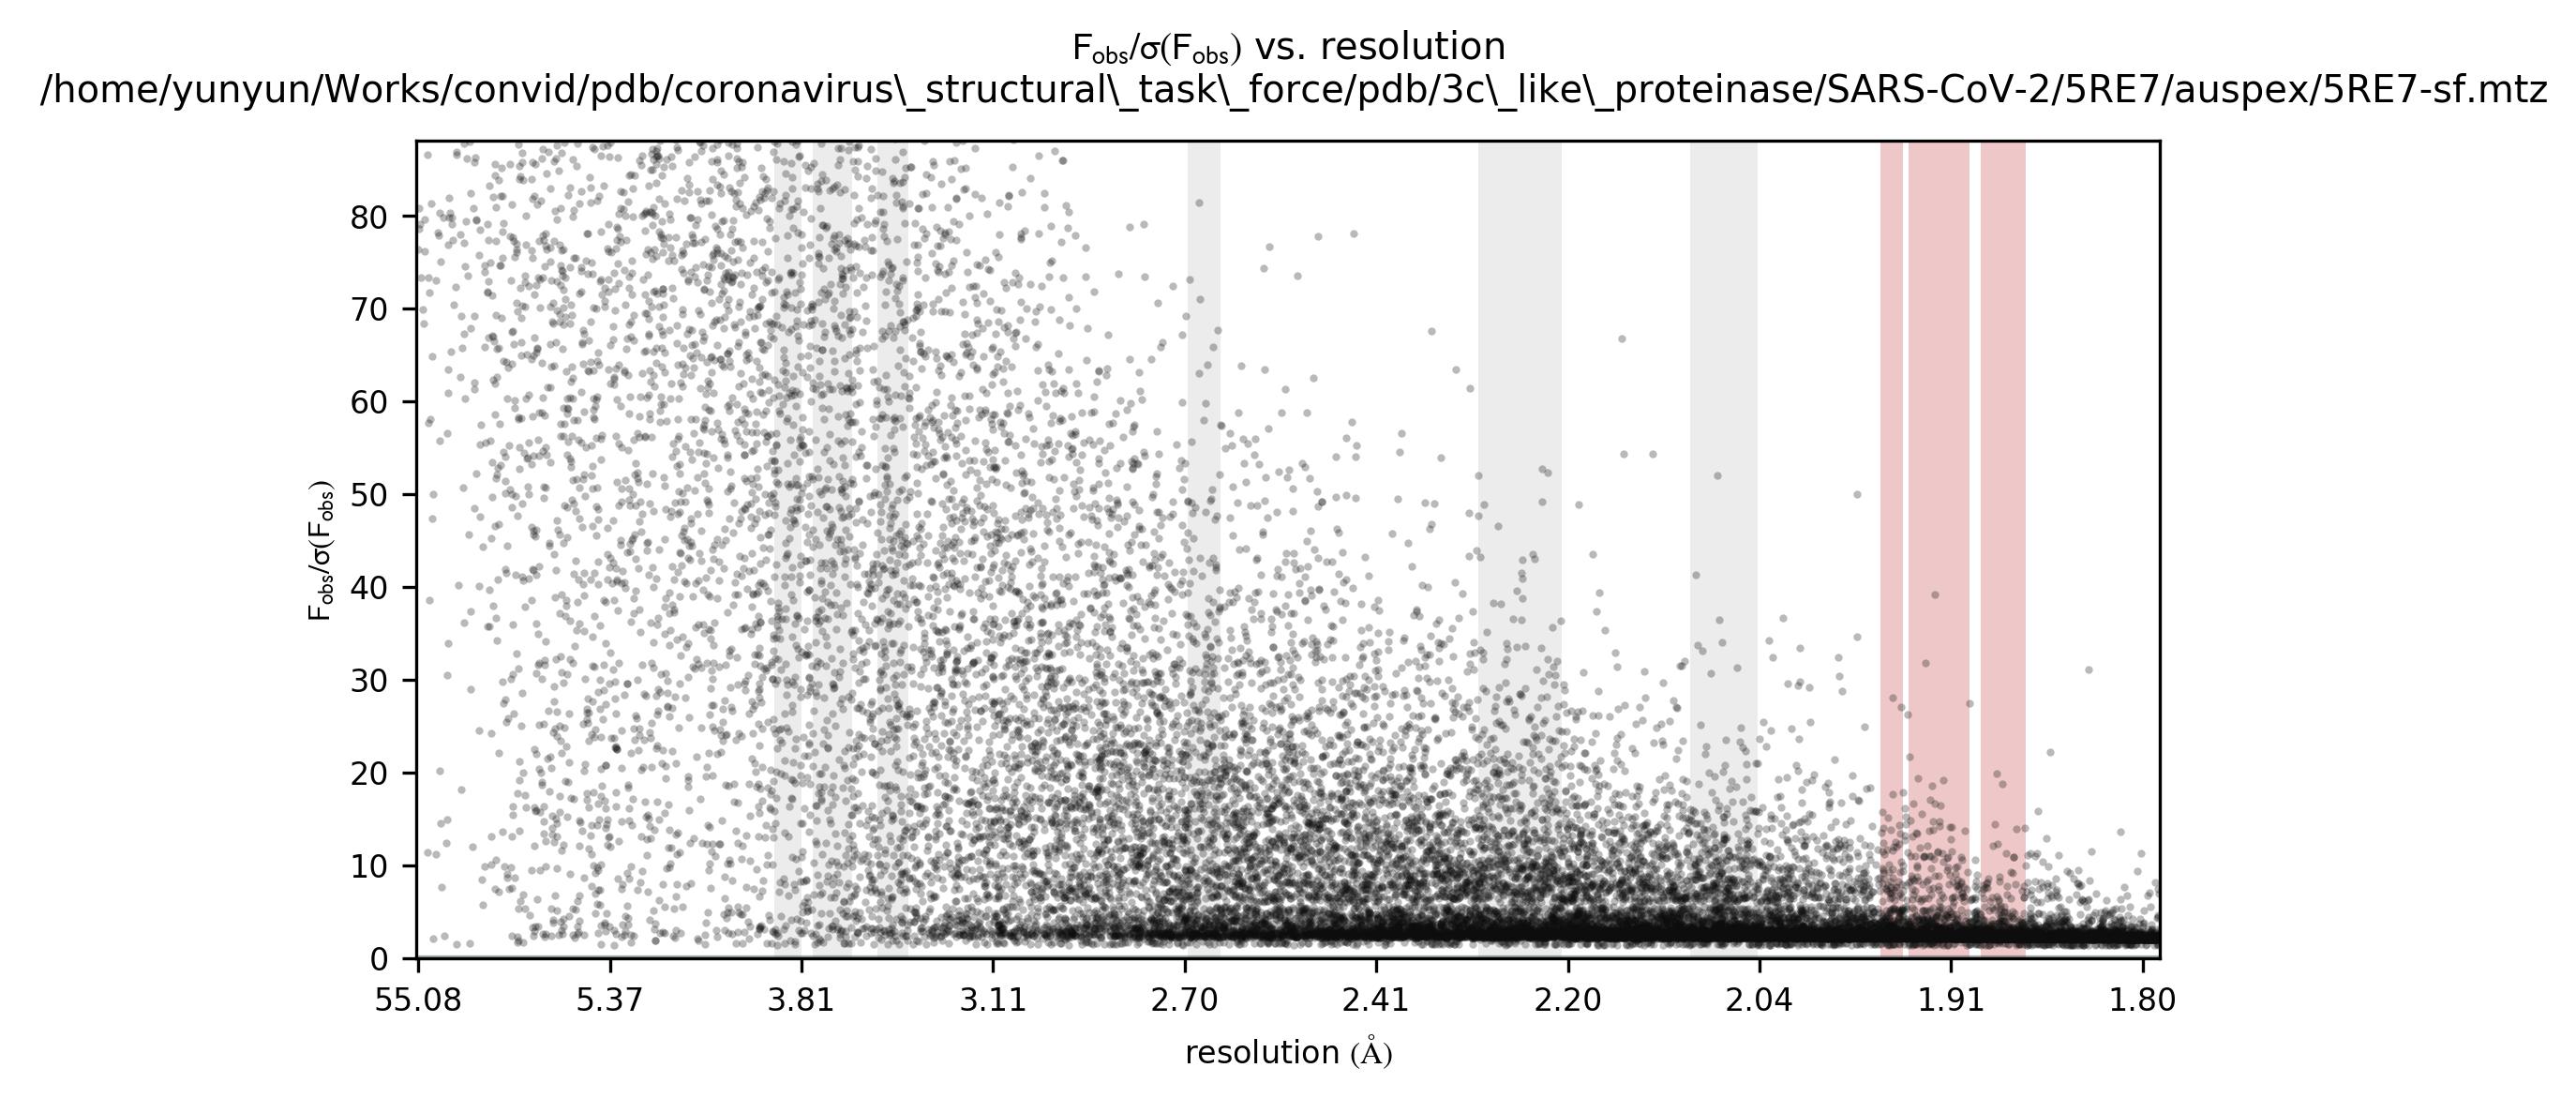 Fobs/σ(Fobs) vs. resolution
/home/yunyun/Works/convid/pdb/coronavirus\_structural\_task\_force/pdb/3c\_like\_proteinase/SARS-CoV-2/5RE7/auspex/5RE7-sf.mtz
Fobs/σ(Fobs)
80
70
60
50
40
30
20
10
0
55.08 5.37 3.81 3.11 2.70 2.41 2.20 2.04 1.91 1.80
resolution (Å)